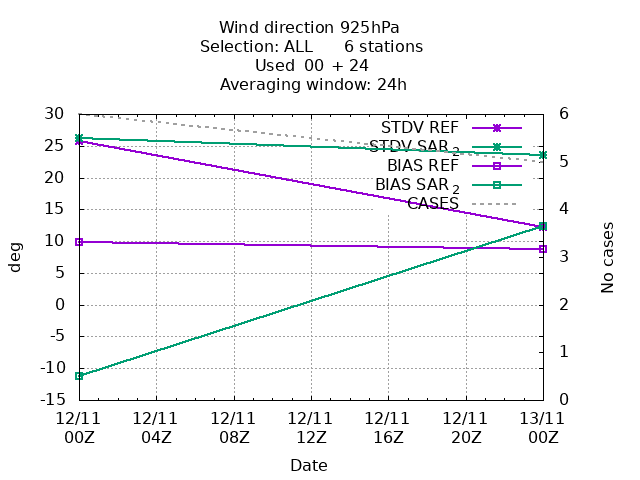 Wind direction 925hPa
Selection: ALL      6 stations
Used  00 + 24
Averaging window: 24h
30
25
20
15
10
5
0
-5
-10
-15
deg
6
5
4
3
2
1
0
No cases
STDV REF
STDV SAR 2
BIAS REF
BIAS SAR 2
CASES
12/11 12/11 12/11 12/11 12/11 12/11 13/11
00Z 04Z 08Z 12Z 16Z 20Z 00Z
Date